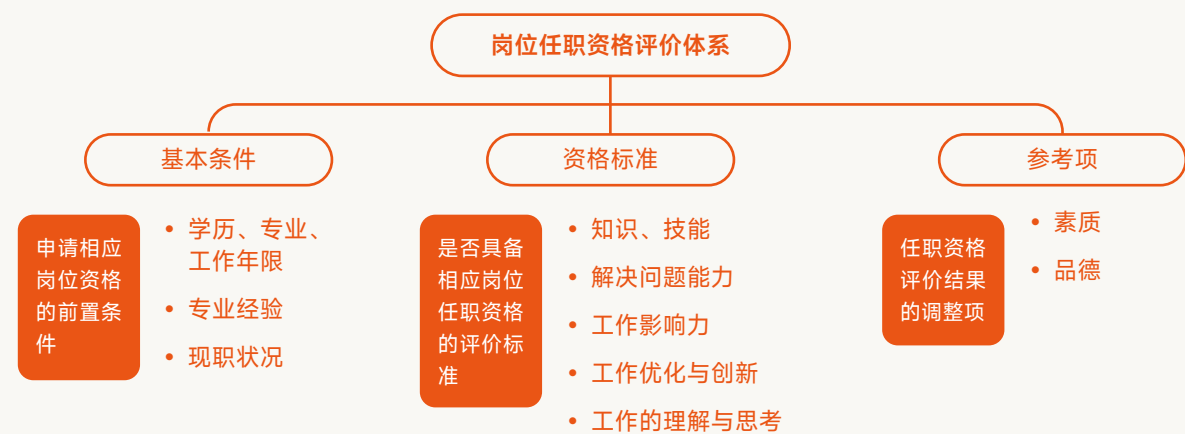 岗位任职资格评价体系
基本条件
资格标准
参考项
申请相应
岗位资格
的前置条
件
• 学历、专业、
工作年限
• 专业经验
• 现职状况
是否具备
相应岗位
任职资格
的评价标
准
• 知识、技能
• 解决问题能力
• 工作影响力
• 工作优化与创新
• 工作的理解与思考
任职资格
评价结果
的调整项
• 素质
• 品德